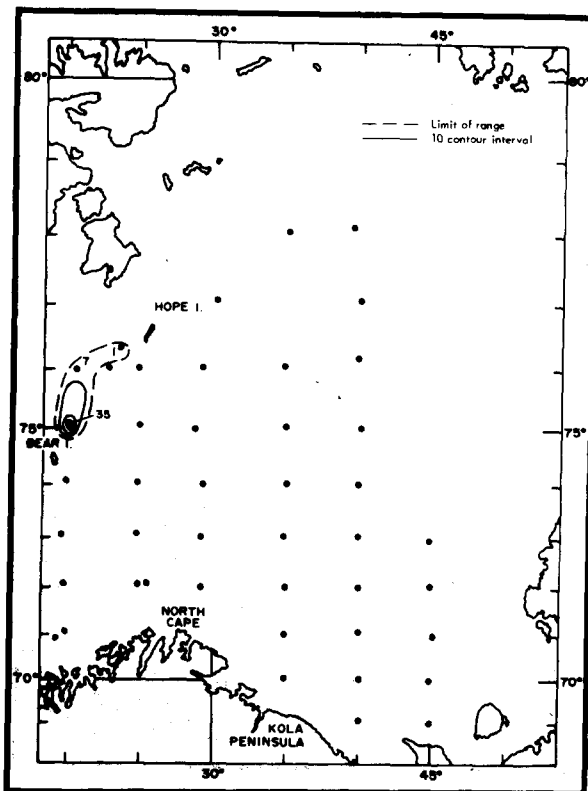 30° 45°
80° 80°
Limit of range
10 contour interval
HOPE I.
7 1
35
75° 75°
BEAR I.
NORTH
CAPE
70° 70°
KOLA
PENINSULA
30° 45°